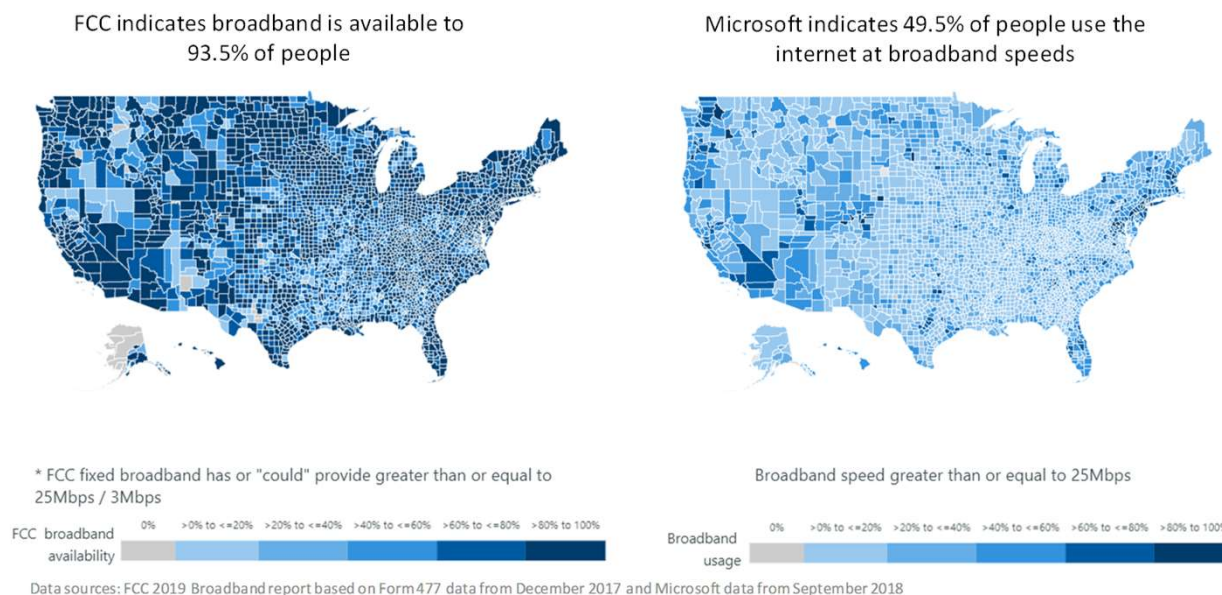 FCC indicates broadband is available to
93.5% of people
Microsoft indicates 49.5% of people use the
internet at broadband speeds
* FCC fixed broadband has or "could" provide greater than or equal to
25Mbps / 3Mbps
Broadband speed greater than or equal to 25Mbps
0% >0% to <=20% >20% to <=40% >40% to <=60% >60% to <=80% >80% to 100%
FCC broadband
availability
0% >0% to <=20% >20% to <=40% >40% to <=60% >60% to <=80% >80% to 100%
Broadband
usage
Data sources: FCC 2019 Broadband report based on Form 477 data from December 2017 and Microsoft data from September 2018